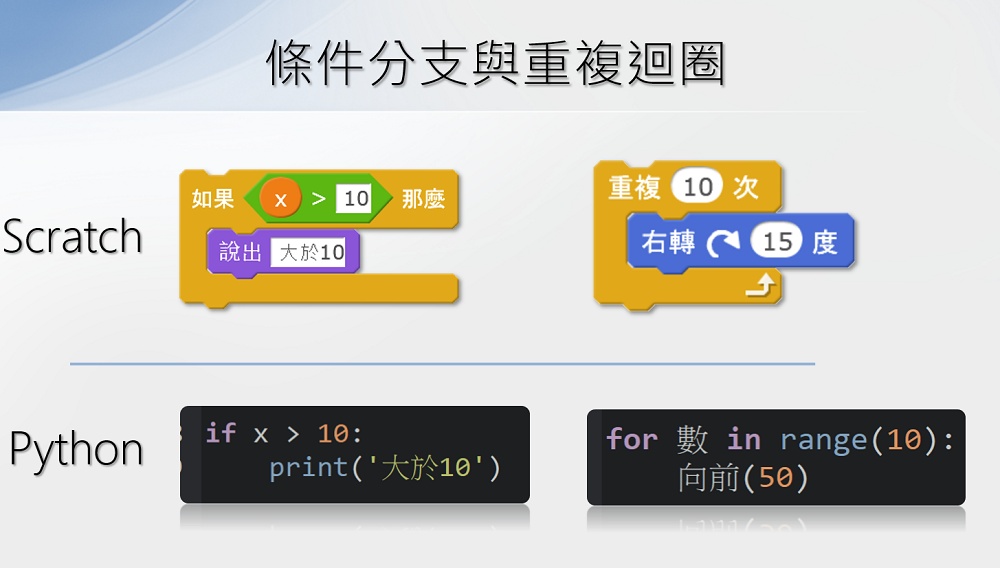 條件分支與重複迴圈
Scratch
如果 x > 10 那麼
說出 大於10
重複 10 次
右轉 15 度
Python
if x > 10:
print('大於10')
for 數 in range(10):
向前(50)